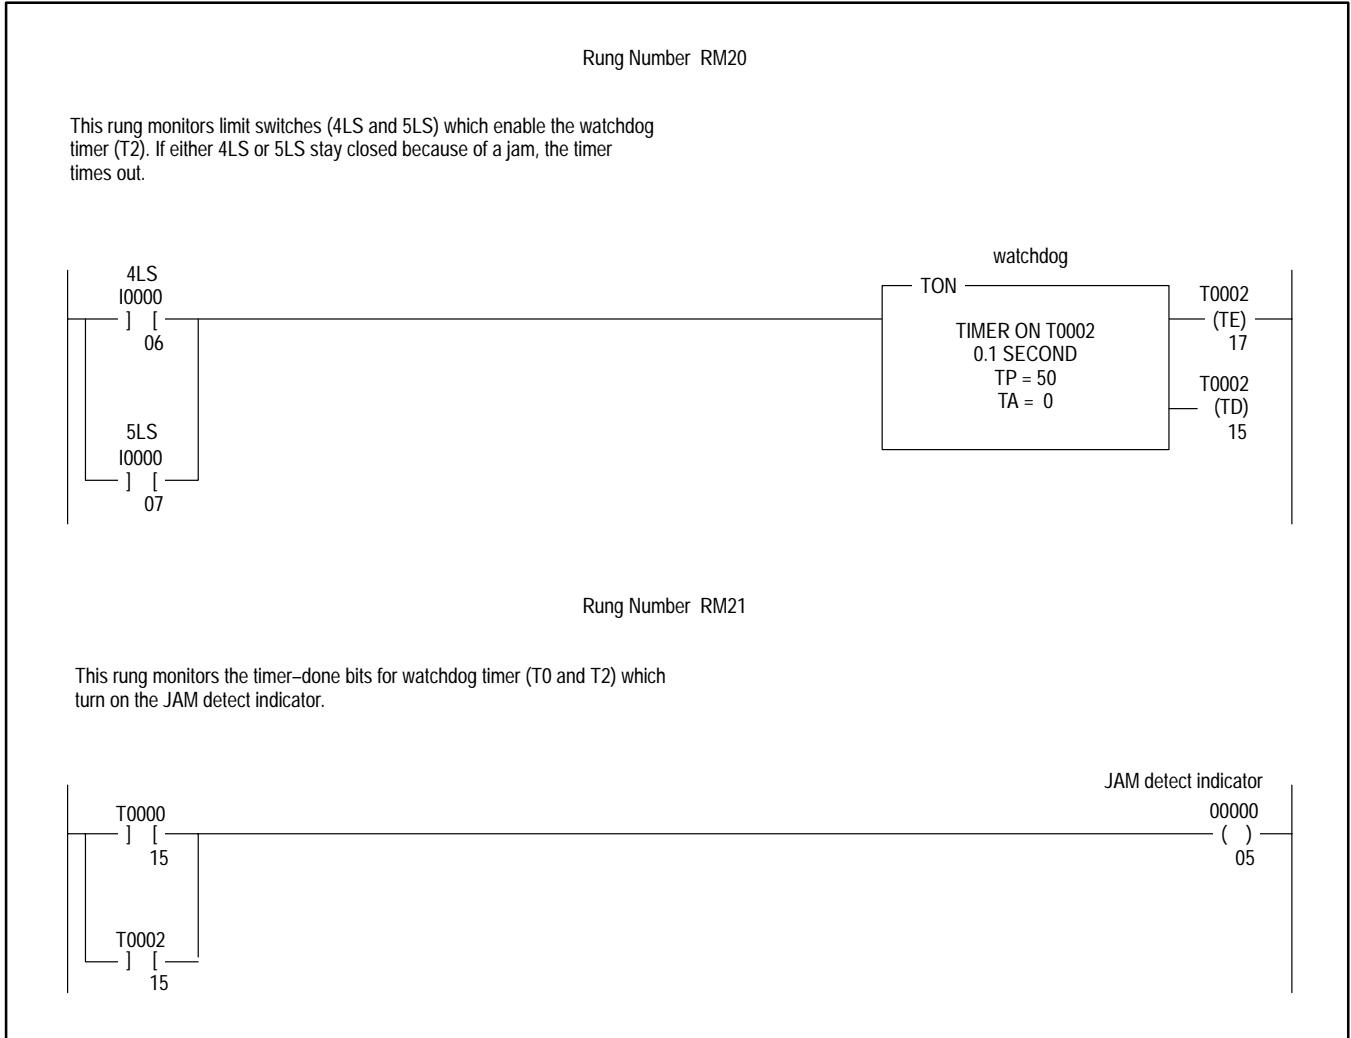 Rung Number RM20
This rung monitors limit switches (4LS and 5LS) which enable the watchdog
timer (T2). If either 4LS or 5LS stay closed because of a jam, the timer
times out.
watchdog
4LS
I0000
] [
06
TON
TIMER ON T0002
0.1 SECOND
TP = 50
TA = 0
T0002
(TE)
17
T0002
(TD)
15
5LS
I0000
] [
07
Rung Number RM21
This rung monitors the timer–done bits for watchdog timer (T0 and T2) which
turn on the JAM detect indicator.
JAM detect indicator
T0000
] [
15
00000
( )
05
T0002
] [
15